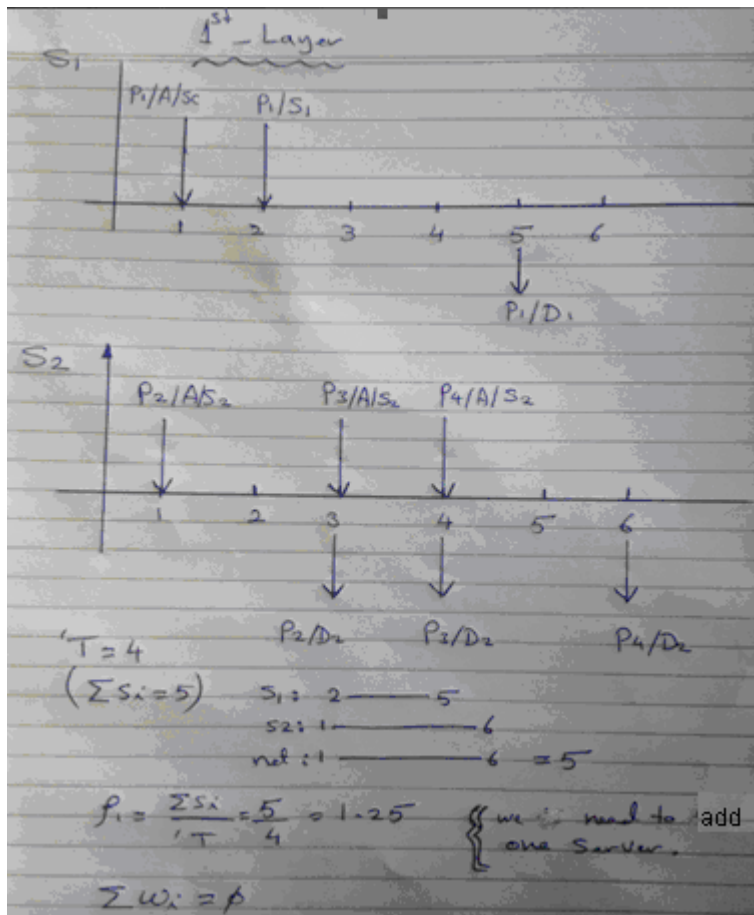 1st - Layer
S1
P1/A/Sc P1/S1
1 2 3 4 5 6
P1/D1
S2
P2/A/S2 P3/A/S2 P4/A/S2
1 2 3 4 5 6
P2/D2 P3/D2 P4/D2
'T = 4
(ΣSi = 5) S1: 2 — 5
S2: 1 — 6
net: 1 — 6 = 5
ρ1 = ΣSi/'T = 5/4 = 1.25 { we need to add
one Server.
Σwi = φ